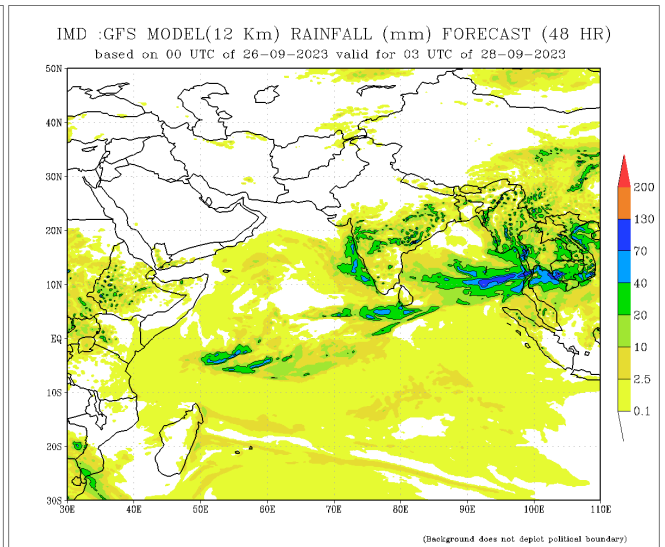 IMD :GFS MODEL(12 Km) RAINFALL (mm) FORECAST (48 HR)
based on 00 UTC of 26-09-2023 valid for 03 UTC of 28-09-2023
50N
40N
30N
20N
10N
EQ
10S
20S
30S
30E 40E 50E 60E 70E 80E 90E 100E 110E
200
130
70
40
20
10
2.5
0.1
(Background does not depict political boundary)